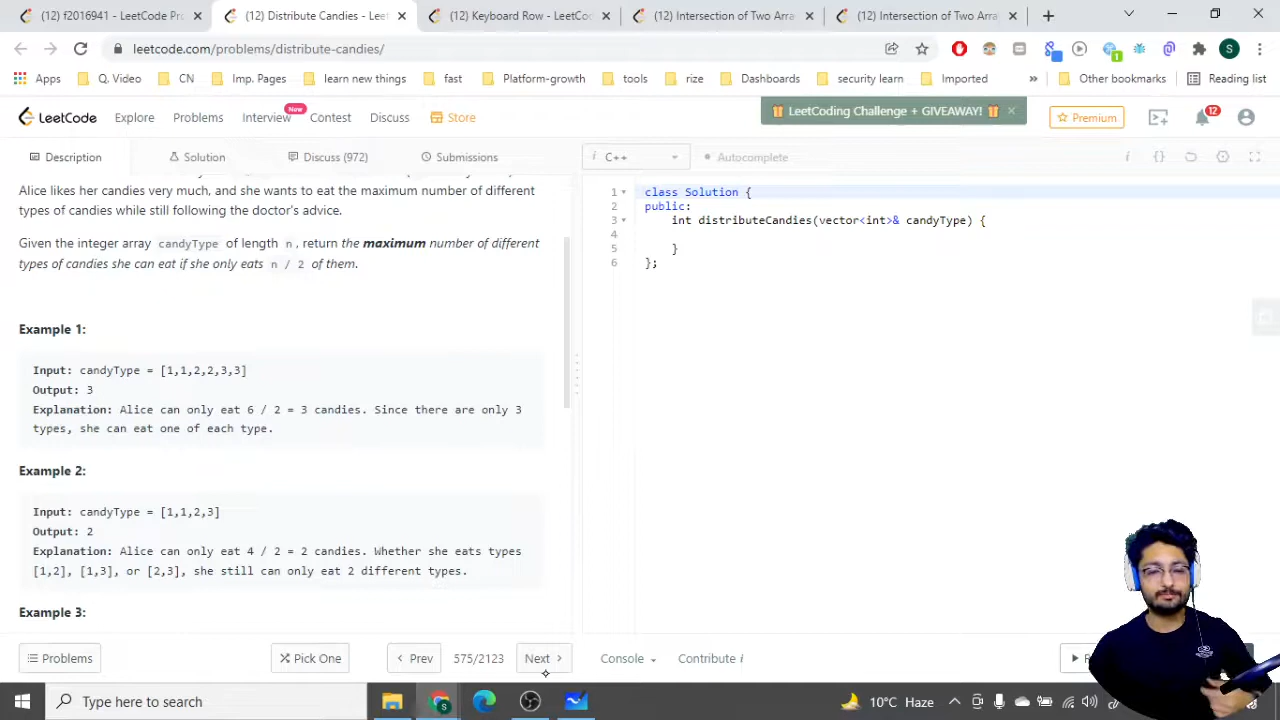 (12) f2016941 - LeetCode Pro
(12) Distribute Candies - Leet
(12) Keyboard Row - LeetCode
(12) Intersection of Two Arra
(12) Intersection of Two Arra
leetcode.com/problems/distribute-candies/
S
Apps
Q. Video
CN
Imp. Pages
learn new things
fast
Platform-growth
tools
rize
Dashboards
security learn
Imported
»
Other bookmarks
Reading list
LeetCode
Explore
Problems
Interview
New
Contest
Discuss
Store
LeetCoding Challenge + GIVEAWAY!
Premium
12
Description
Solution
Discuss (972)
Submissions
i C++
Autocomplete
Alice likes her candies very much, and she wants to eat the maximum number of different
types of candies while still following the doctor's advice.
Given the integer array candyType of length n, return the maximum number of different
types of candies she can eat if she only eats n / 2 of them.
Example 1:
Input: candyType = [1,1,2,2,3,3]
Output: 3
Explanation: Alice can only eat 6 / 2 = 3 candies. Since there are only 3
types, she can eat one of each type.
Example 2:
Input: candyType = [1,1,2,3]
Output: 2
Explanation: Alice can only eat 4 / 2 = 2 candies. Whether she eats types
[1,2], [1,3], or [2,3], she still can only eat 2 different types.
Example 3:
1 class Solution {
2 public:
3 int distributeCandies(vector<int>& candyType) {
4
5 }
6 };
Problems
Pick One
Prev
575/2123
Next
Console
Contribute i
Type here to search
10°C Haze